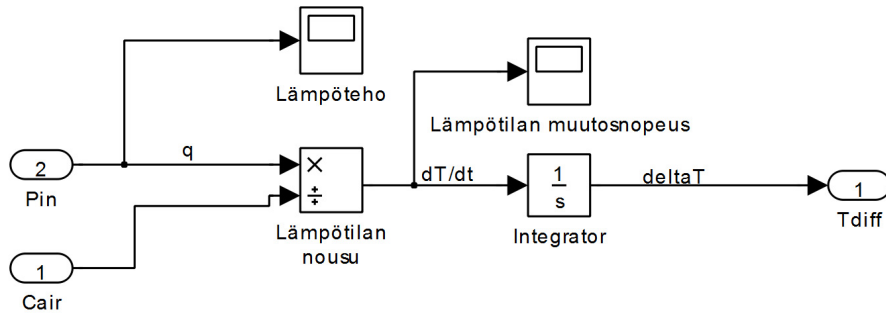 Lämpöteho
Lämpötilan muutosnopeus
q
×
÷
dT/dt
1
s
deltaT
2
Pin
1
Tdiff
Lämpötilan
nousu
Integrator
1
Cair